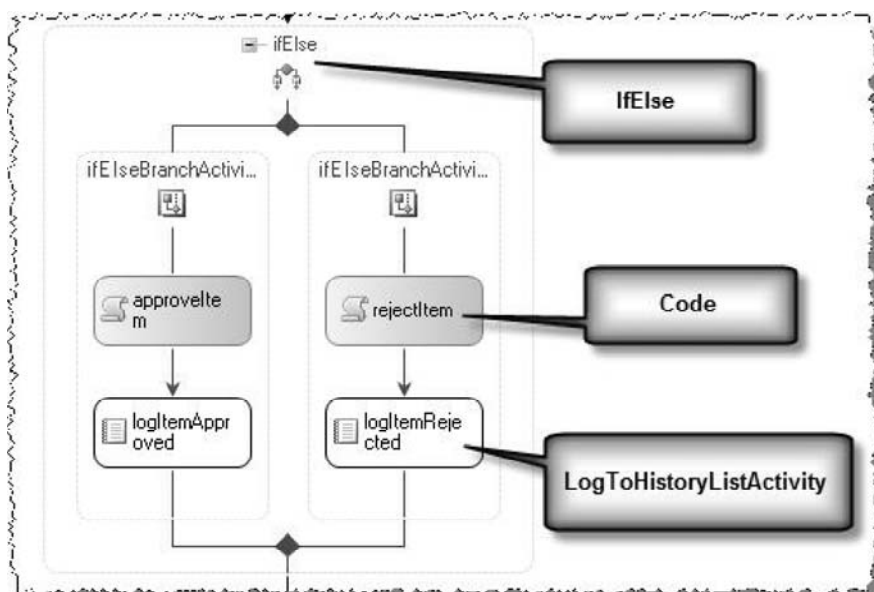 ifElse
IfElse
ifElseBranchActivi...
ifElseBranchActivi...
approveIte
m
rejectItem
Code
logItemAppr
oved
logItemReje
cted
LogToHistoryListActivity